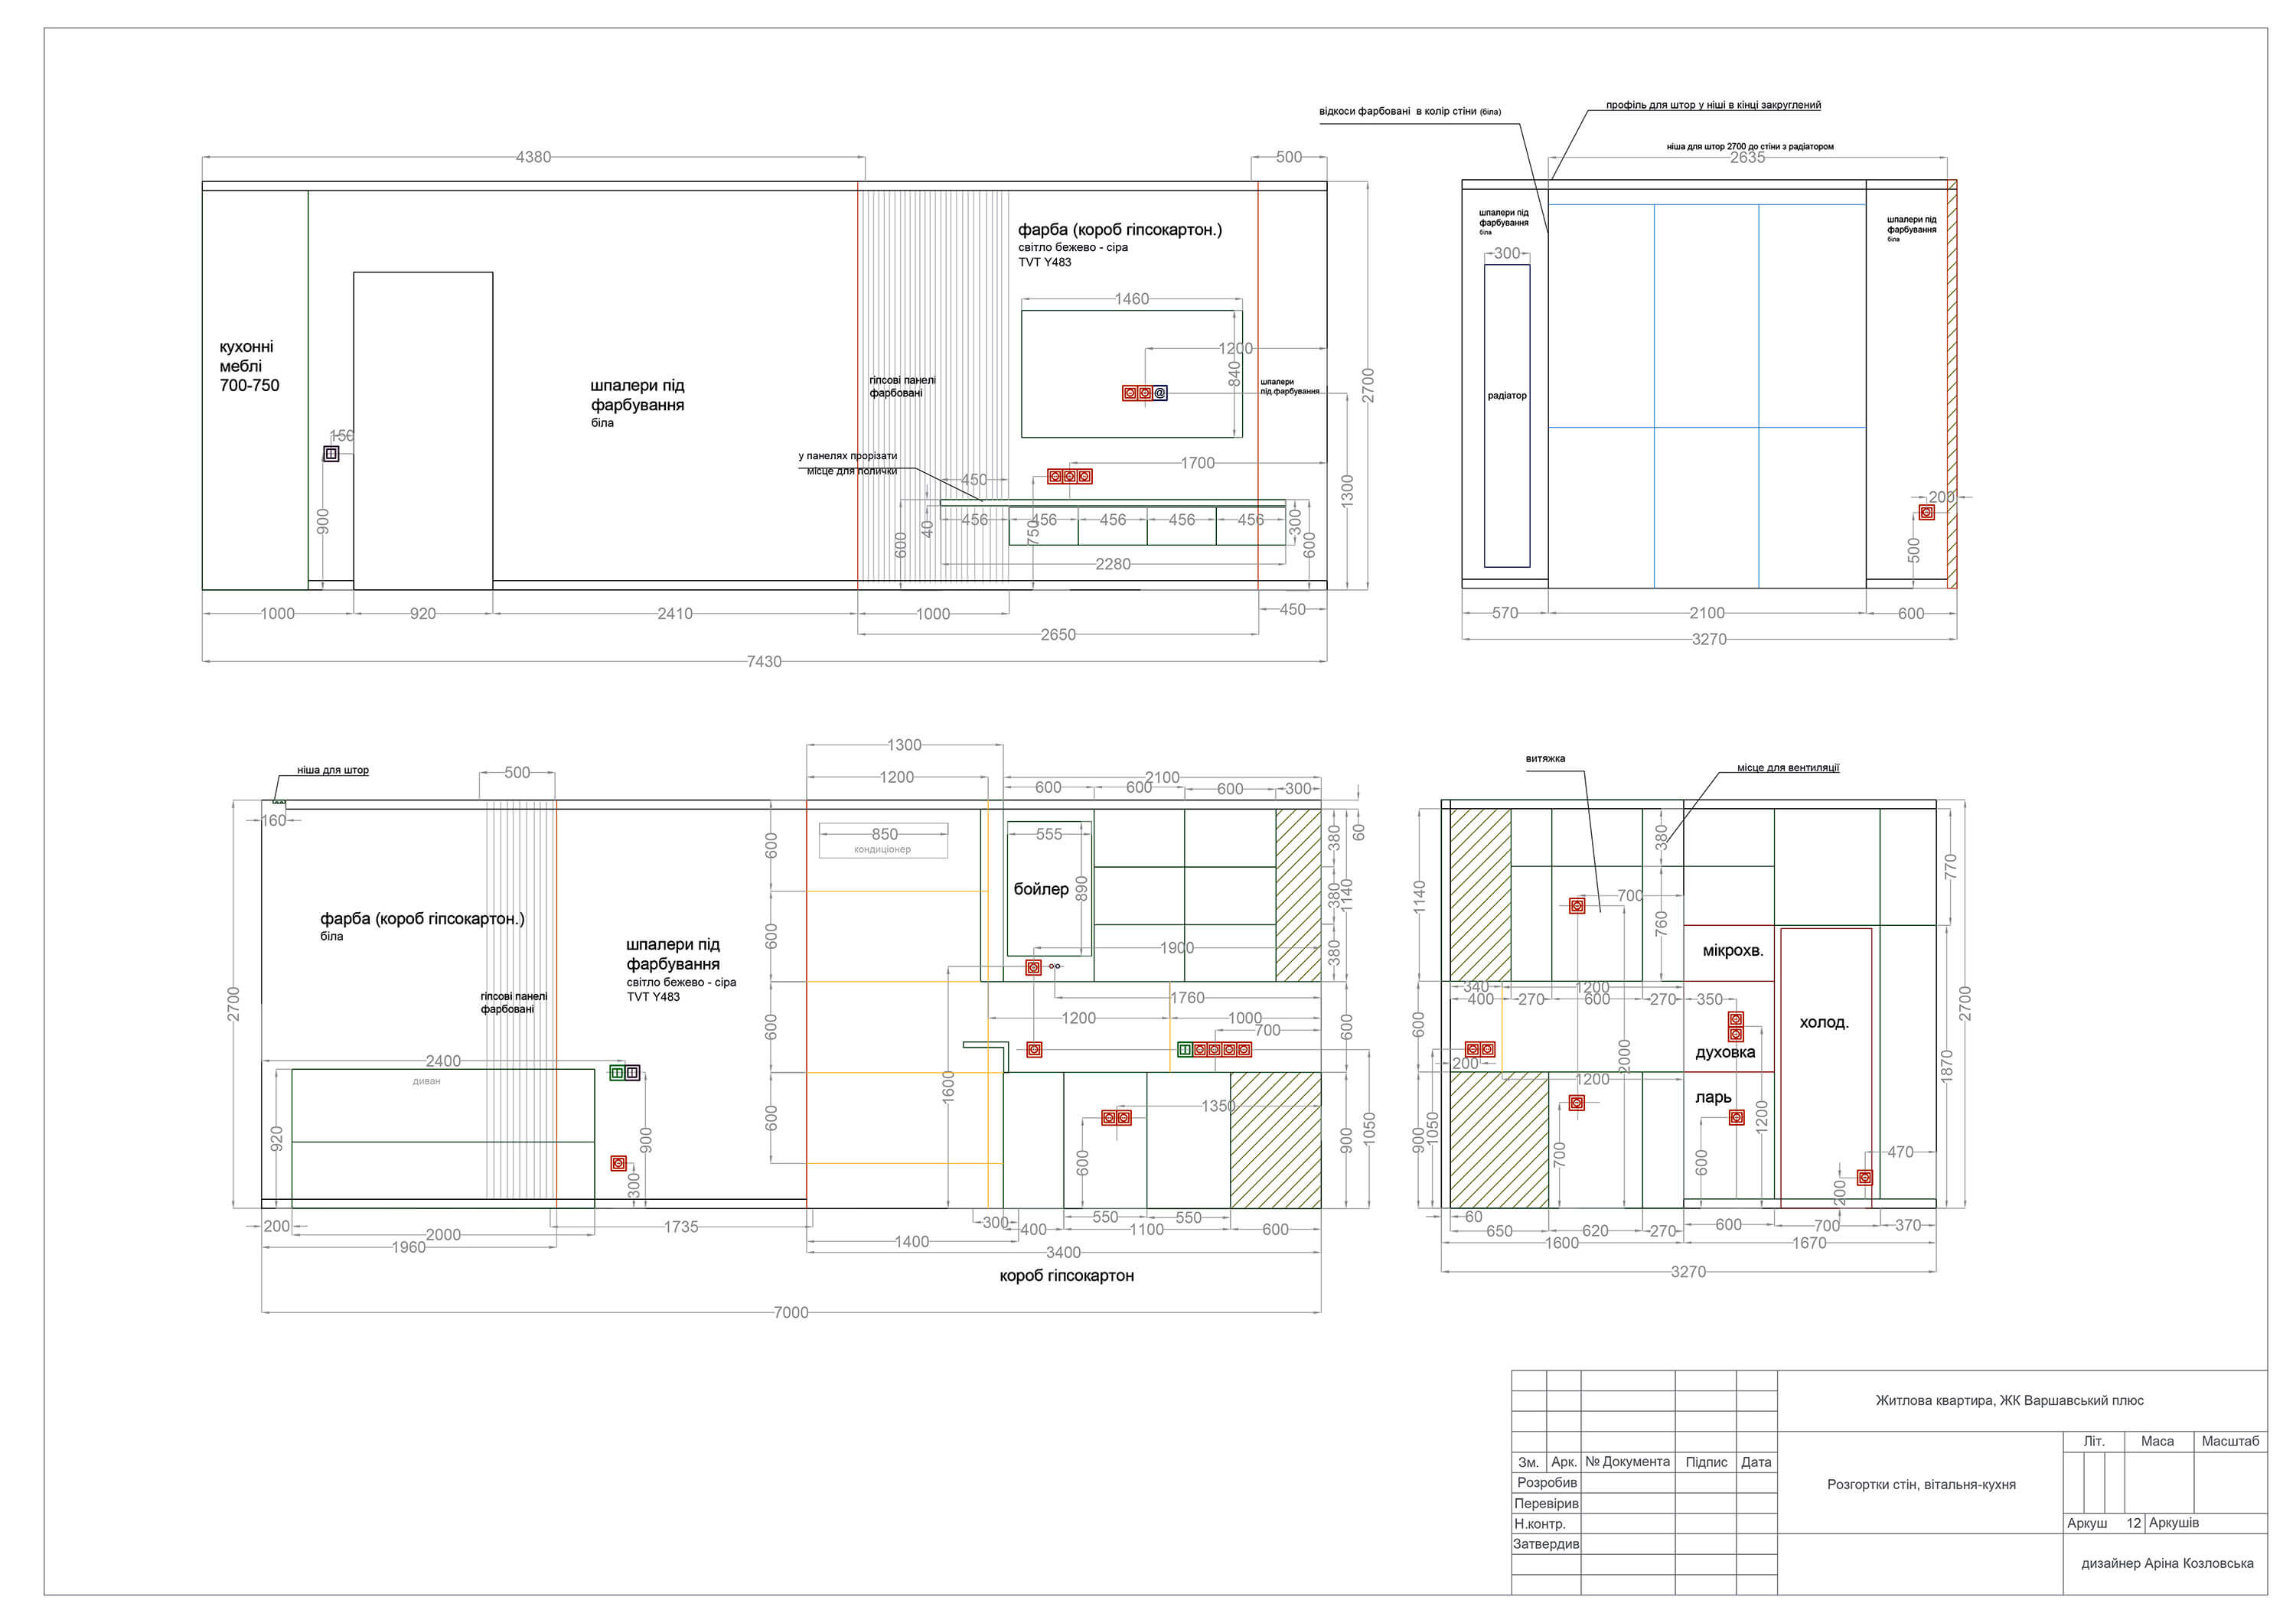 відкоси фарбовані в колір стіни (біла)
профіль для штор у ніші в кінці закруглений
ніша для штор 2700 до стіни з радіатором
4380
500
2635
кухонні
меблі
700-750
150
900
шпалери під
фарбування
біла
гіпсові панелі
фарбовані
фарба (короб гіпсокартон.)
світло бежево - сіра
TVT Y483
1460
1200
840
@
шпалери
під фарбування
2700
1300
у панелях прорізати
місце для полички
450
1700
456
456
456
456
456
40
600
750
300
600
2280
1000
920
2410
1000
450
2650
7430
шпалери під
фарбування
біла
300
радіатор
шпалери під
фарбування
біла
200
500
570
2100
600
3270
ніша для штор
500
160
1300
1200
2100
600
600
600
300
60
2700
фарба (короб гіпсокартон.)
біла
гіпсові панелі
фарбовані
шпалери під
фарбування
світло бежево - сіра
TVT Y483
600
600
600
600
850
кондиціонер
555
бойлер
890
380
380
380
1140
1900
1760
1200
1000
700
600
2400
диван
920
900
300
1600
1350
600
900
1050
200
2000
1960
1735
300
400
550
550
1100
600
1400
3400
короб гіпсокартон
7000
витяжка
місце для вентиляції
380
770
1140
700
760
мікрохв.
340
1200
400
270
600
270
350
холод.
2700
600
духовка
200
1200
2000
ларь
1870
900
1050
700
600
1200
200
470
60
650
620
270
600
700
370
1600
1670
3270
Житлова квартира, ЖК Варшавський плюс
Літ.
Маса
Масштаб
Зм.
Арк.
№ Документа
Підпис
Дата
Розробив
Перевірив
Н.контр.
Затвердив
Розгортки стін, вітальня-кухня
Аркуш 12
Аркушів
дизайнер Аріна Козловська